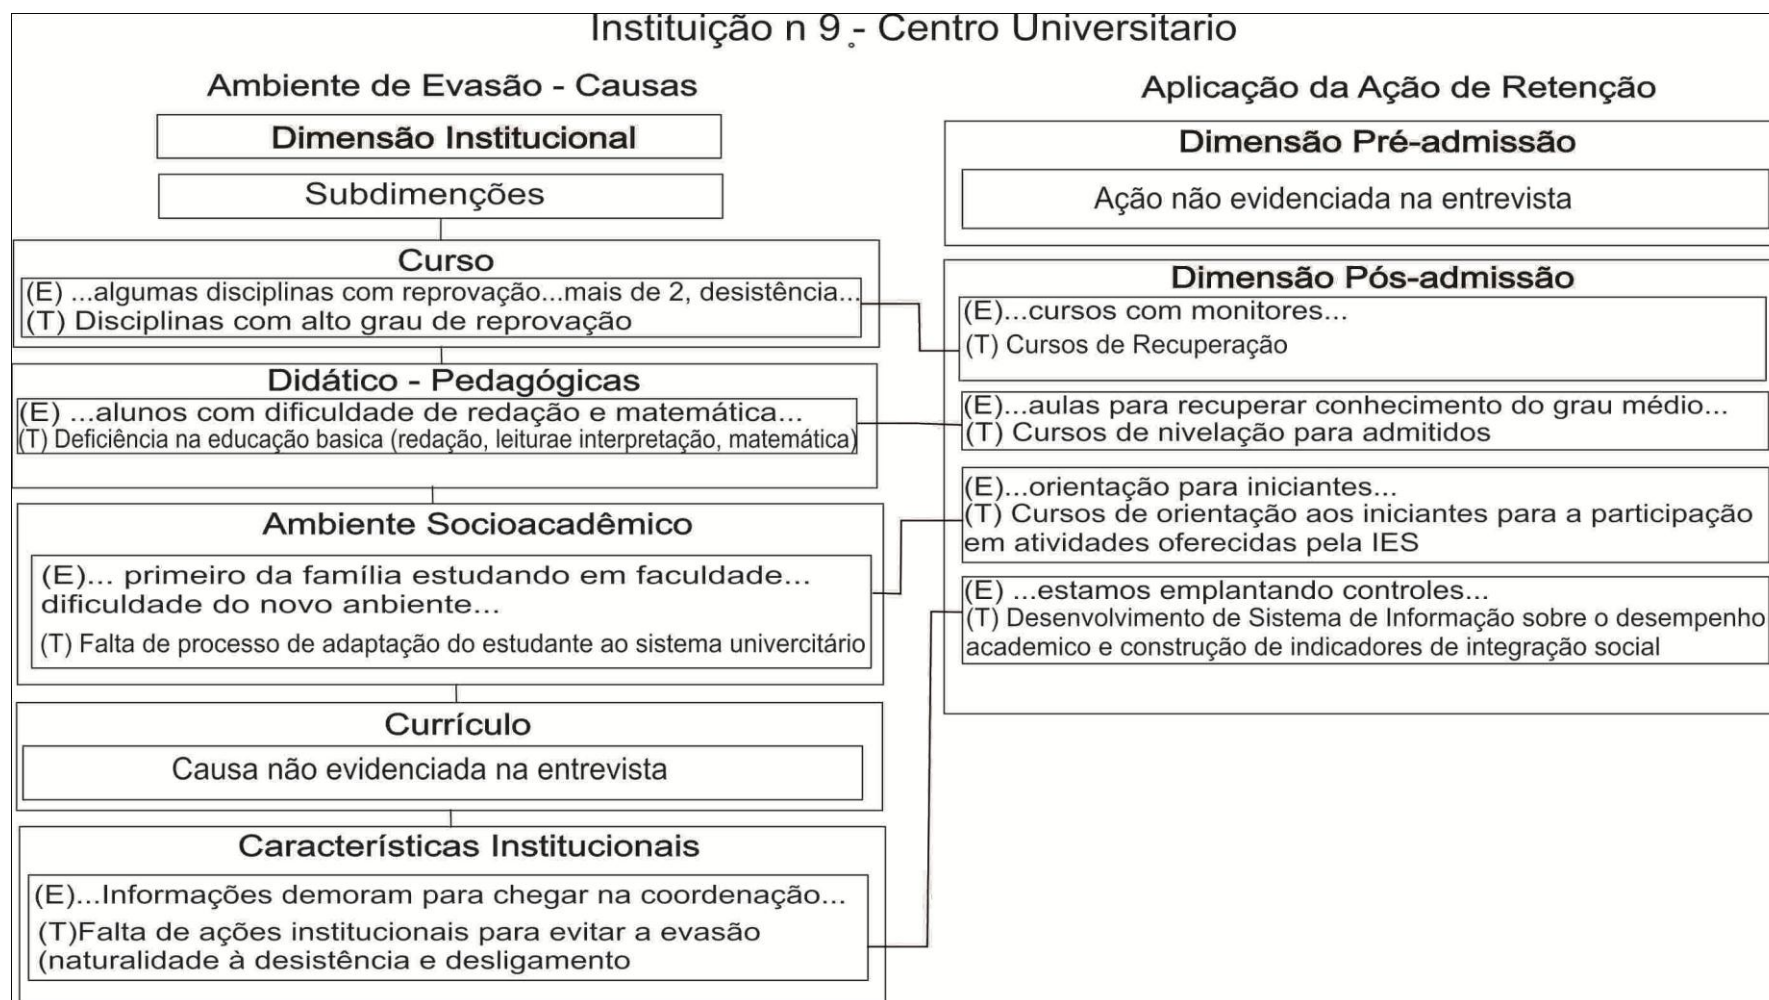 Instituição n 9 º- Centro Universitario
Ambiente de Evasão - Causas
Dimensão Institucional
Subdimenções
Curso
(E) ...algumas disciplinas com reprovação...mais de 2, desistência...
(T) Disciplinas com alto grau de reprovação
Didático - Pedagógicas
(E) ...alunos com dificuldade de redação e matemática...
(T) Deficiência na educação basica (redação, leiturae interpretação, matemática)
Ambiente Socioacadêmico
(E)... primeiro da família estudando em faculdade...
dificuldade do novo anbiente...
(T) Falta de processo de adaptação do estudante ao sistema univercitário
Currículo
Causa não evidenciada na entrevista
Características Institucionais
(E)...Informações demoram para chegar na coordenação...
(T)Falta de ações institucionais para evitar a evasão
(naturalidade à desistência e desligamento
Aplicação da Ação de Retenção
Dimensão Pré-admissão
Ação não evidenciada na entrevista
Dimensão Pós-admissão
(E)...cursos com monitores...
(T) Cursos de Recuperação
(E)...aulas para recuperar conhecimento do grau médio...
(T) Cursos de nivelação para admitidos
(E)...orientação para iniciantes...
(T) Cursos de orientação aos iniciantes para a participação
em atividades oferecidas pela IES
(E) ...estamos emplantando controles...
(T) Desenvolvimento de Sistema de Informação sobre o desempenho
academico e construção de indicadores de integração social